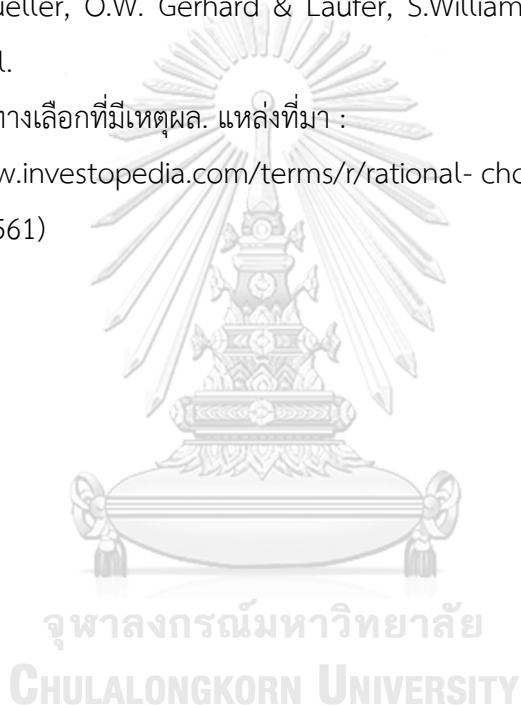 ueller, O.W. Gerhard & Laufer, S.William
l.
ทางเลือกที่มีเหตุผล. แหล่งที่มา :
w.investopedia.com/terms/r/rational- cho
561)
จุฬาลงกรณ์มหาวิทยาลัย
CHULALONGKORN UNIVERSITY